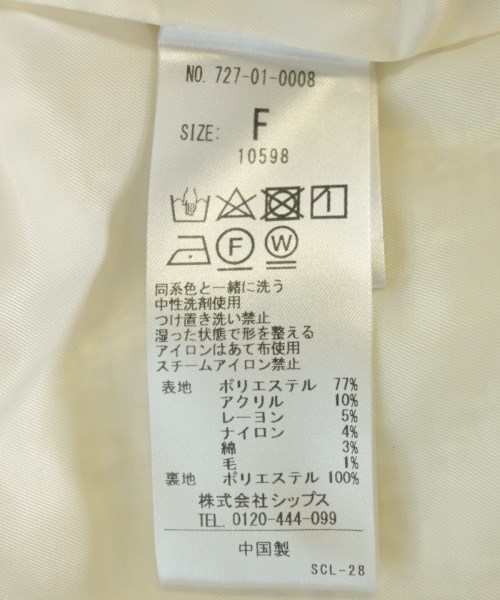 NO. 727-01-0008
SIZE: F
10598
F W
同系色と一緒に洗う
中性洗剤使用
つけ置き洗い禁止
湿った状態で形を整える
アイロンはあて布使用
スチームアイロン禁止
表地 ポリエステル 77%
アクリル 10%
レーヨン 5%
ナイロン 4%
綿 3%
毛 1%
裏地 ポリエステル 100%
株式会社シップス
TEL. 0120-444-099
中国製
SCL-28